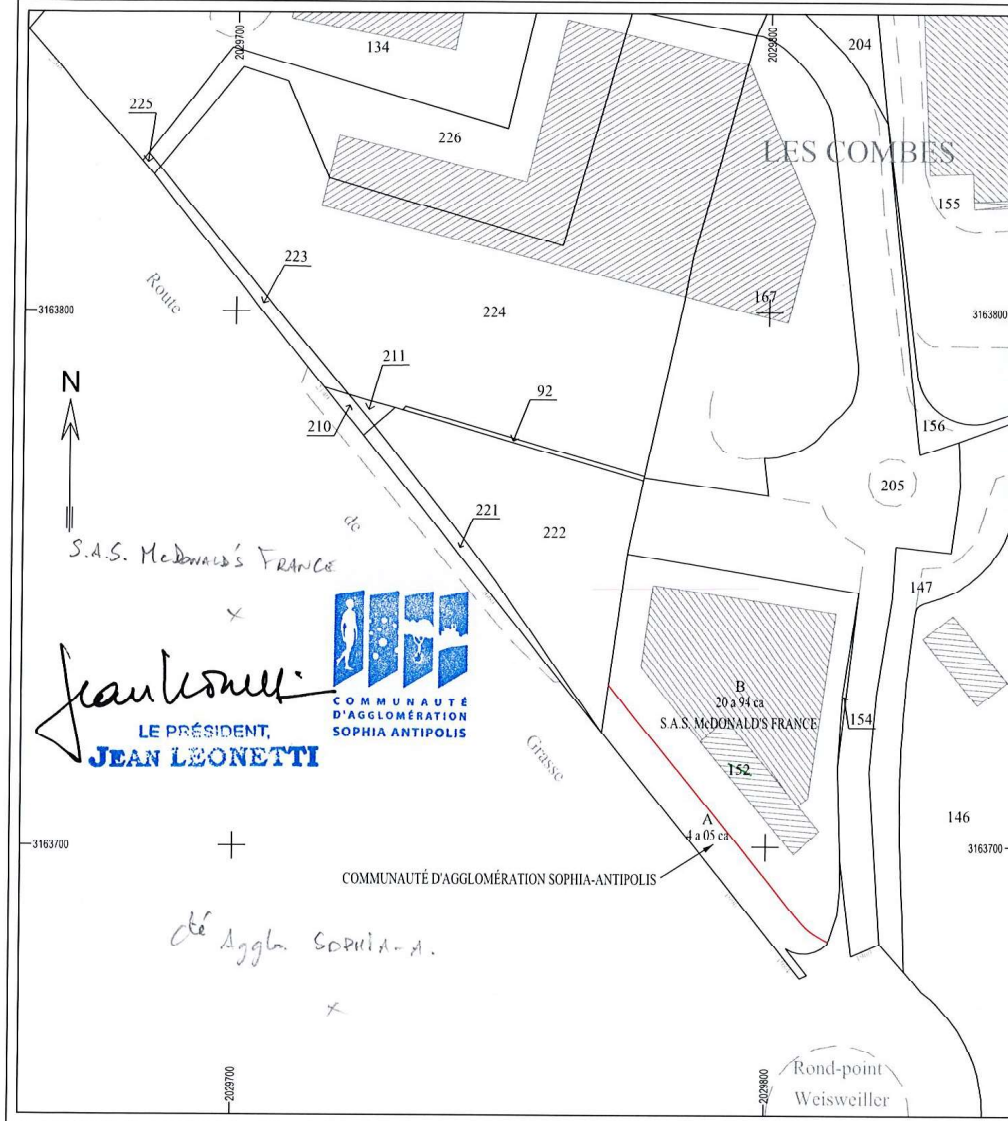 2029700
2029800
134
204
225
226
LES COMBES
155
223
Route
224
167
3163800
3163800
N
211
92
210
156
205
de
221
222
S.A.S. McDONALD'S FRANCE
147
COMMUNAUTÉ
D'AGGLOMÉRATION
SOPHIA ANTIPOLIS
B
20 a 94 ca
S.A.S. McDONALD'S FRANCE
154
LE PRÉSIDENT,
JEAN LEONETTI
Grasse
152
A
4 a 05 ca
146
3163700
3163700
COMMUNAUTÉ D'AGGLOMÉRATION SOPHIA-ANTIPOLIS
Cté Agglo. SOPHIA-A.
2029700
2029800
Rond-point
Weisweiller